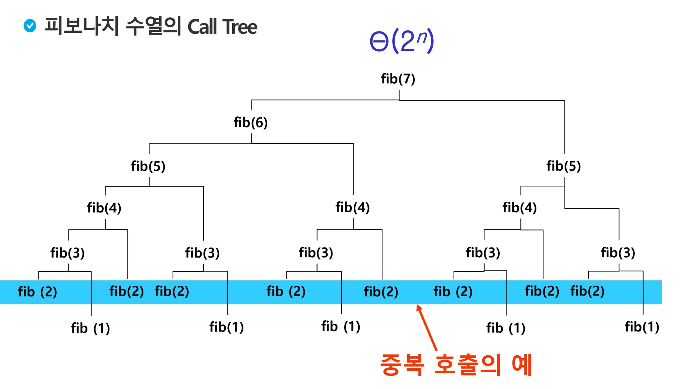 피보나치 수열의 Call Tree
Θ(2ⁿ)
fib(7)
fib(6)
fib(5) fib(5)
fib(4) fib(4) fib(4)
fib(3) fib(3) fib(3) fib(3) fib(3)
fib (2) fib(2) fib(2) fib (2) fib(2) fib (2) fib(2) fib(2)
fib (1) fib(1) fib (1) fib (1) fib(1)
중복 호출의 예